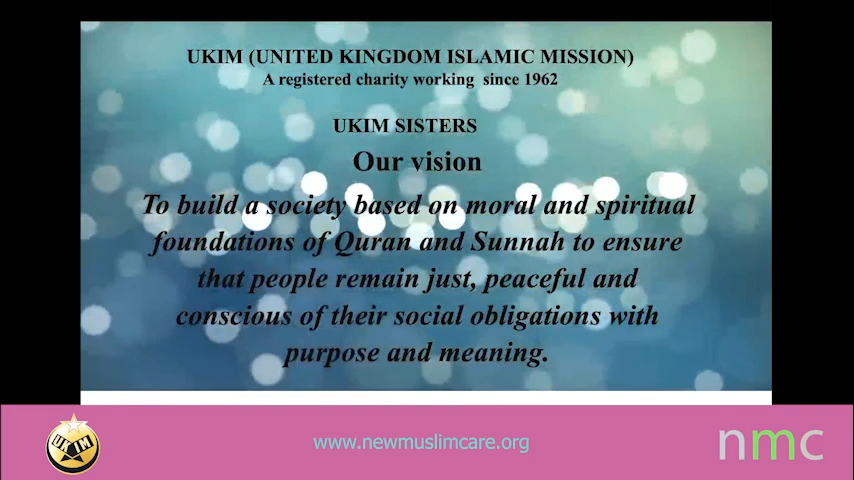 UKIM (UNITED KINGDOM ISLAMIC MISSION)
A registered charity working since 1962
UKIM SISTERS
Our vision
To build a society based on moral and spiritual
foundations of Quran and Sunnah to ensure
that people remain just, peaceful and
conscious of their social obligations with
purpose and meaning.
UKIM
www.newmuslimcare.org
nmc